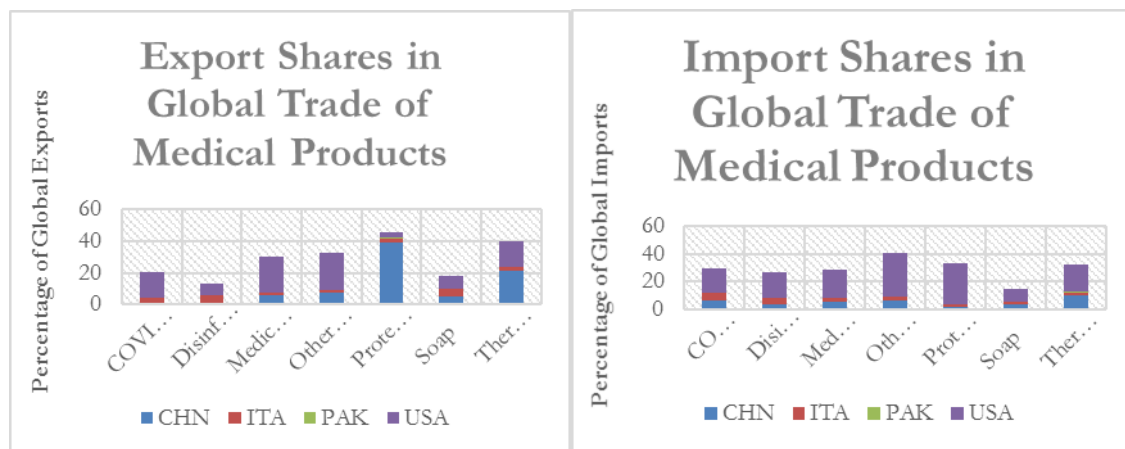 Export Shares in
Global Trade of
Medical Products
Percentage of Global Exports
60
40
20
0
COVI...
Disinf...
Medic...
Other...
Prote...
Soap
Ther...
CHN ITA PAK USA
Import Shares in
Global Trade of
Medical Products
Percentage of Global Imports
60
40
20
0
CO...
Disi...
Med...
Oth...
Prot...
Soap
Ther...
CHN ITA PAK USA